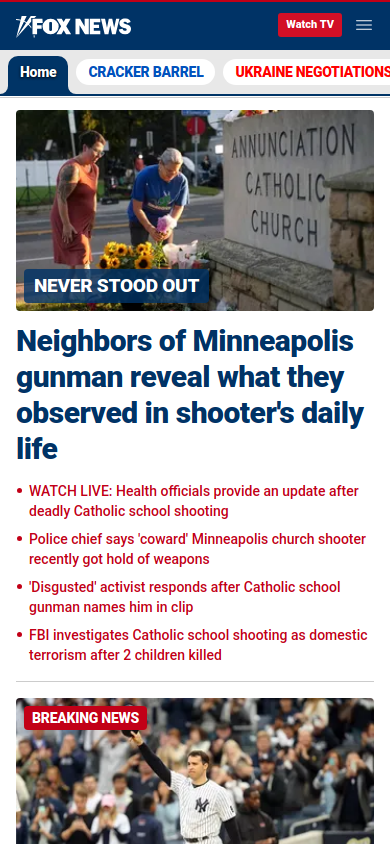 FOX NEWS
Watch TV
Home
CRACKER BARREL
UKRAINE NEGOTIATIONS
ANNUNCIATION
CATHOLIC
CHURCH
NEVER STOOD OUT
Neighbors of Minneapolis
gunman reveal what they
observed in shooter's daily
life
WATCH LIVE: Health officials provide an update after
deadly Catholic school shooting
Police chief says 'coward' Minneapolis church shooter
recently got hold of weapons
'Disgusted' activist responds after Catholic school
gunman names him in clip
FBI investigates Catholic school shooting as domestic
terrorism after 2 children killed
BREAKING NEWS